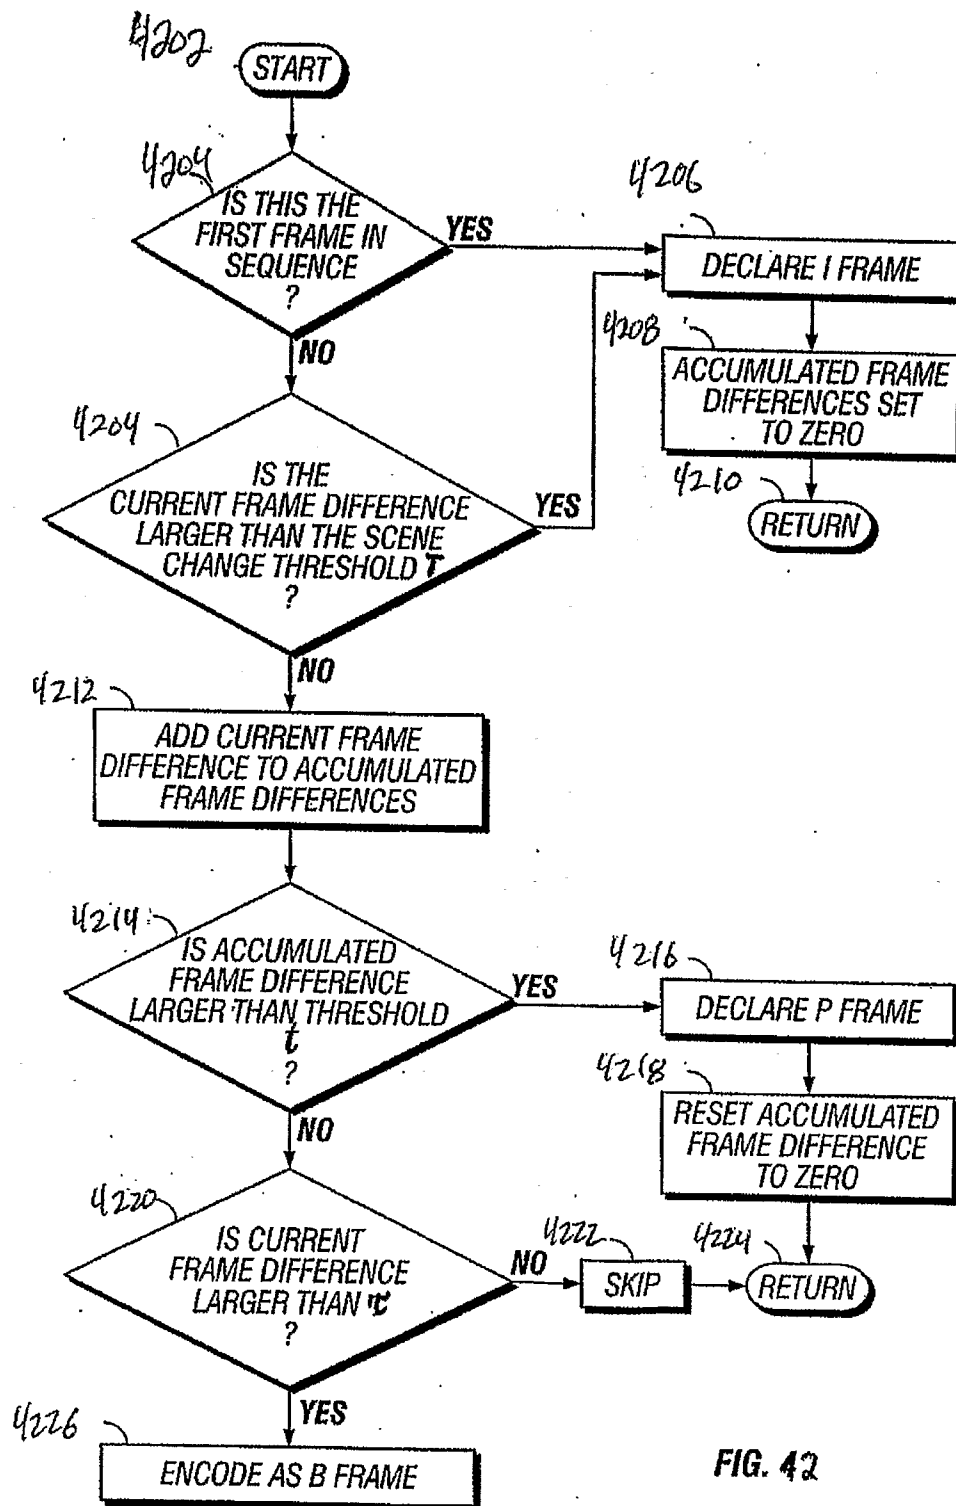 4202
START
4204
IS THIS THE
FIRST FRAME IN
SEQUENCE
?
YES
4206
DECLARE I FRAME
NO
4208
ACCUMULATED FRAME
DIFFERENCES SET
TO ZERO
4210
RETURN
4204
IS THE
CURRENT FRAME DIFFERENCE
LARGER THAN THE SCENE
CHANGE THRESHOLD T
?
YES
NO
4212
ADD CURRENT FRAME
DIFFERENCE TO ACCUMULATED
FRAME DIFFERENCES
4214
IS ACCUMULATED
FRAME DIFFERENCE
LARGER THAN THRESHOLD
t
?
YES
4216
DECLARE P FRAME
4218
RESET ACCUMULATED
FRAME DIFFERENCE
TO ZERO
NO
4220
IS CURRENT
FRAME DIFFERENCE
LARGER THAN τ
?
NO
4222
SKIP
4224
RETURN
YES
4226
ENCODE AS B FRAME
FIG. 42